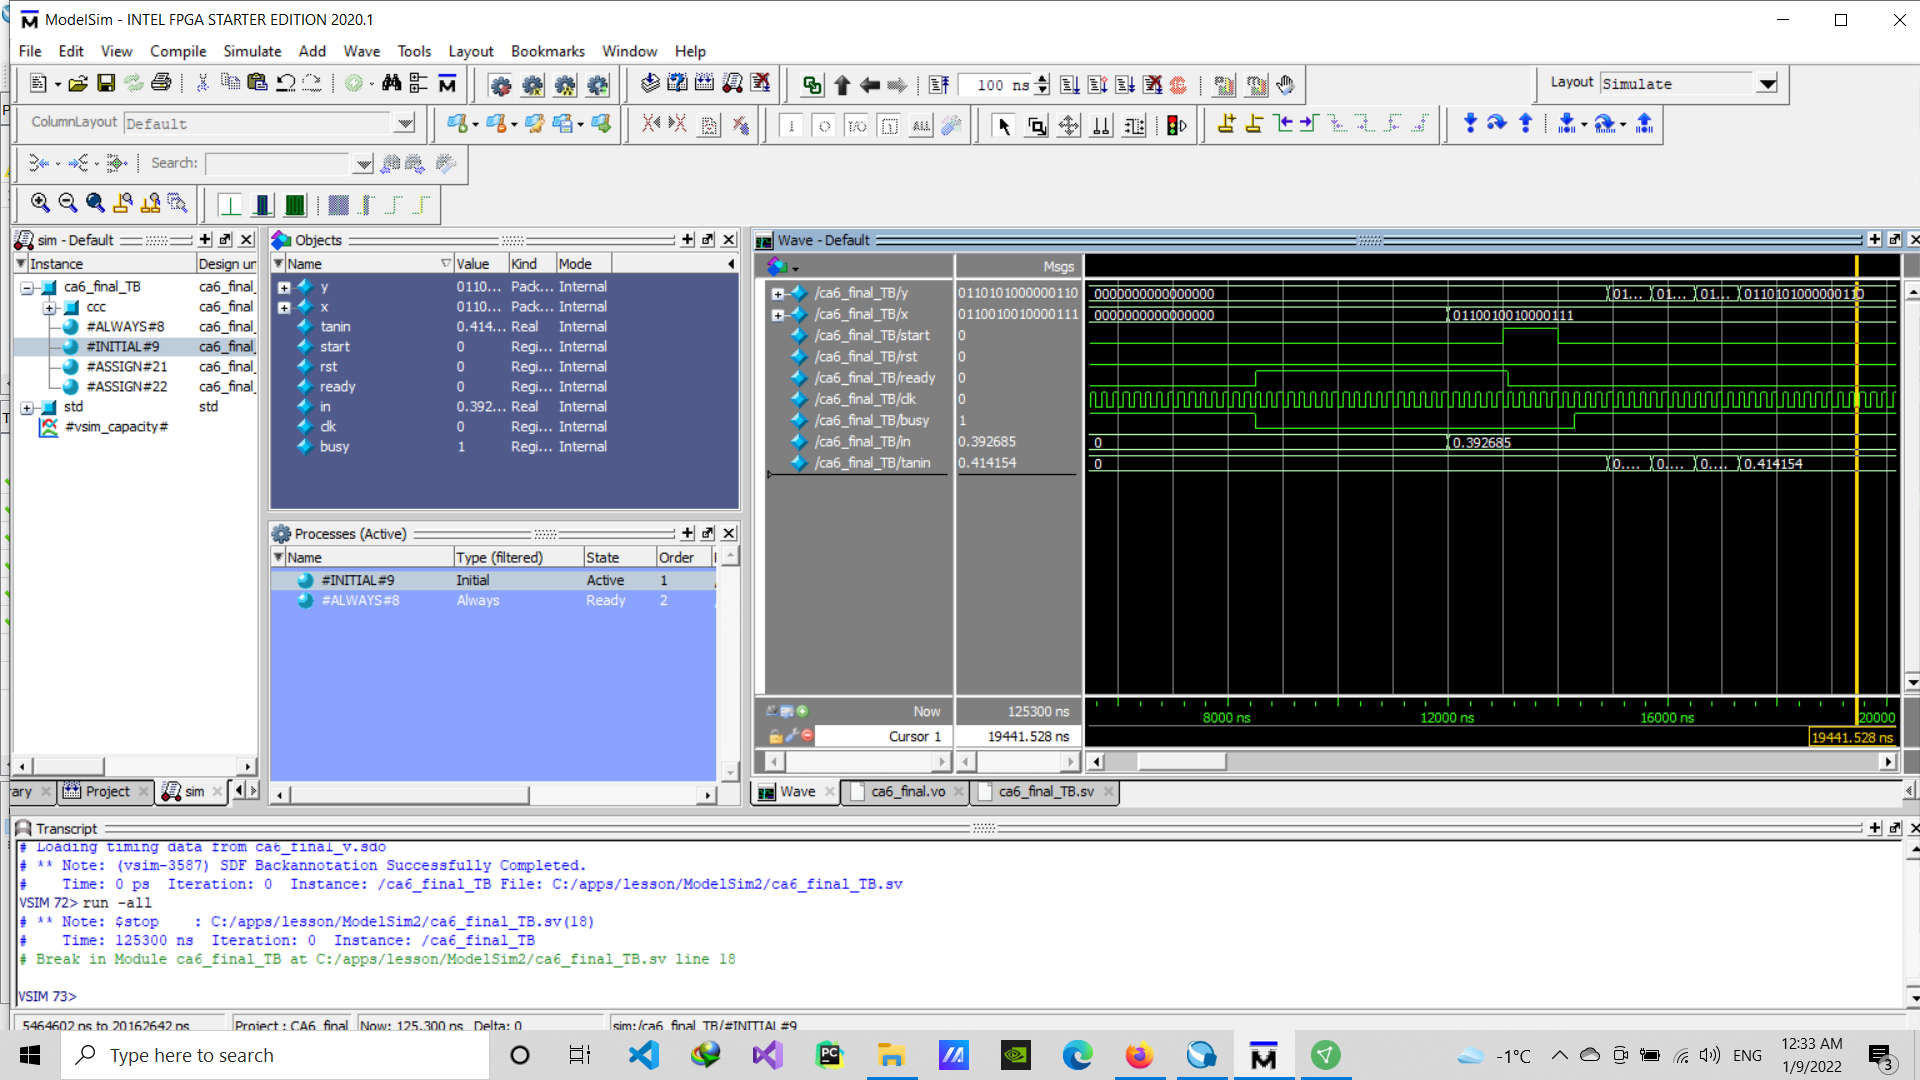 ModelSim - INTEL FPGA STARTER EDITION 2020.1
File Edit View Compile Simulate Add Wave Tools Layout Bookmarks Window Help
100 ns
Layout Simulate
ColumnLayout Default
Search:
sim - Default
Instance Design un
ca6_final_TB ca6_final_
ccc ca6_final_
#ALWAYS#8 ca6_final_
#INITIAL#9 ca6_final_
#ASSIGN#21 ca6_final_
#ASSIGN#22 ca6_final_
std std
#vsim_capacity#
Objects
Name Value Kind Mode
y 0110... Pack... Internal
x 0110... Pack... Internal
tanin 0.414... Real Internal
start 0 Regi... Internal
rst 0 Regi... Internal
ready 0 Regi... Internal
in 0.392... Real Internal
clk 0 Regi... Internal
busy 1 Regi... Internal
Processes (Active)
Name Type (filtered) State Order
#INITIAL#9 Initial Active 1
#ALWAYS#8 Always Ready 2
Wave - Default
Msgs
/ca6_final_TB/y 0110101000000110 0000000000000000 01... 01... 01... 0110101000000110
/ca6_final_TB/x 0110010010000111 0000000000000000 0110010010000111
/ca6_final_TB/start 0
/ca6_final_TB/rst 0
/ca6_final_TB/ready 0
/ca6_final_TB/clk 0
/ca6_final_TB/busy 1
/ca6_final_TB/in 0.392685 0 0.392685
/ca6_final_TB/tanin 0.414154 0 0.... 0.... 0.... 0.414154
Now 125300 ns 8000 ns 12000 ns 16000 ns 20000
Cursor 1 19441.528 ns 19441.528 ns
ary Project sim
Wave ca6_final.vo ca6_final_TB.sv
Transcript
# Loading timing data from ca6_final_v.sdo
# ** Note: (vsim-3587) SDF Backannotation Successfully Completed.
# Time: 0 ps Iteration: 0 Instance: /ca6_final_TB File: C:/apps/lesson/ModelSim2/ca6_final_TB.sv
VSIM 72> run -all
# ** Note: $stop : C:/apps/lesson/ModelSim2/ca6_final_TB.sv(18)
# Time: 125300 ns Iteration: 0 Instance: /ca6_final_TB
# Break in Module ca6_final_TB at C:/apps/lesson/ModelSim2/ca6_final_TB.sv line 18
VSIM 73>
5464602 ps to 20162642 ps Project : CA6_final Now: 125,300 ns Delta: 0 sim:/ca6_final_TB/#INITIAL#9
Type here to search
-1°C ENG 12:33 AM
1/9/2022
3